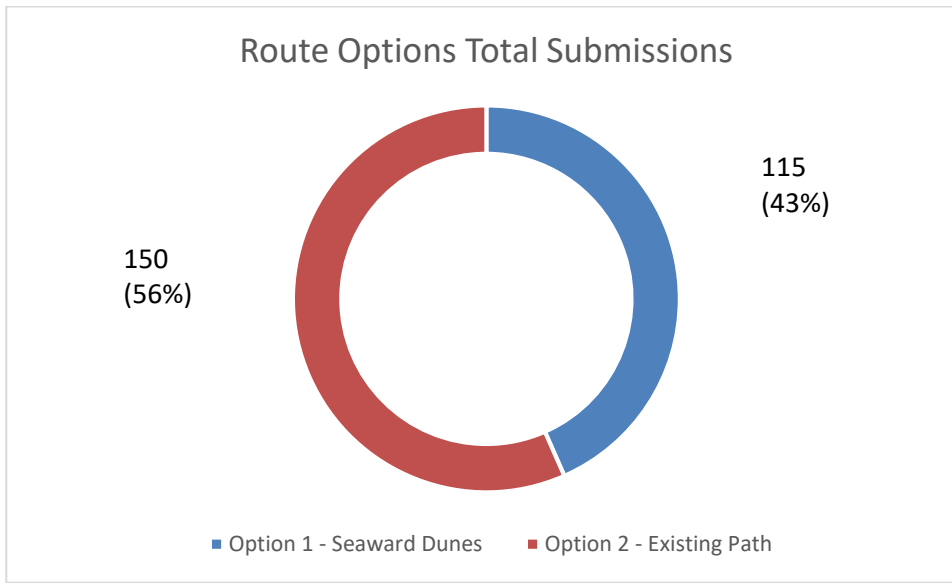 Route Options Total Submissions
115
(43%)
150
(56%)
Option 1 - Seaward Dunes
Option 2 - Existing Path